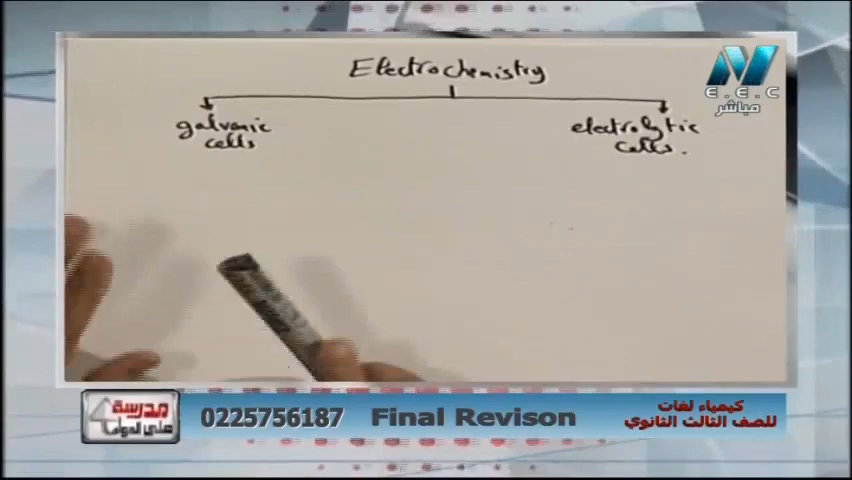 Electrochemistry
galvanic
cells
electrolytic
cells.
E.E.C
مباشر
مدرسة
على الهواء
0225756187
Final Revison
كيمياء لغات
للصف الثالث الثانوي